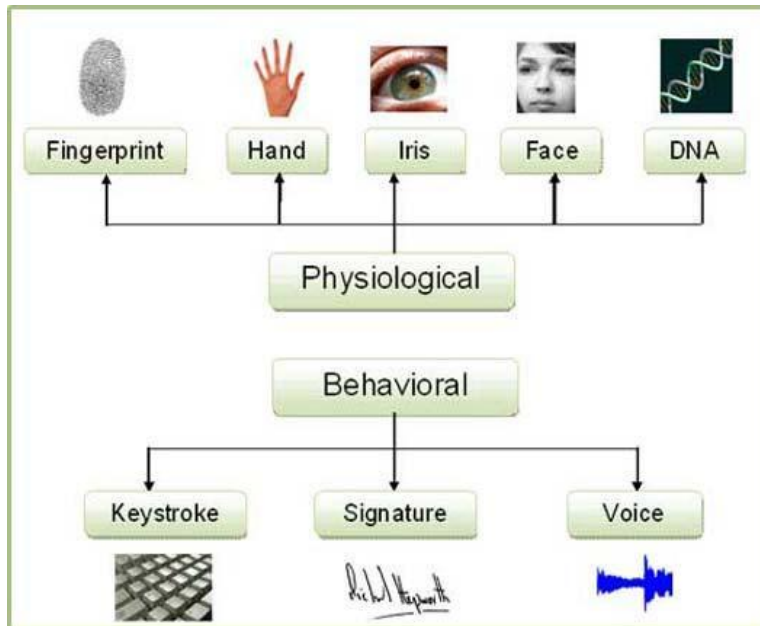 Fingerprint
Hand
Iris
Face
DNA
Physiological
Behavioral
Keystroke
Signature
Voice